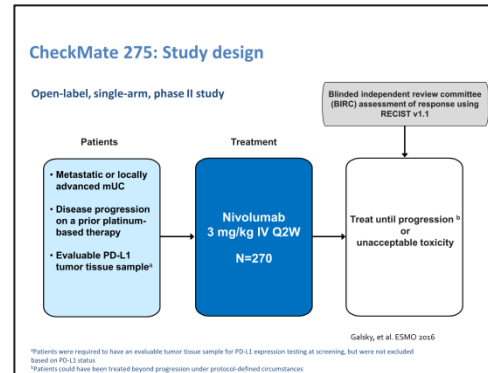 CheckMate 275: Study design
Open-label, single-arm, phase II study
Blinded independent review committee
(BIRC) assessment of response using
RECIST v1.1
Patients
Treatment
• Metastatic or locally
advanced mUC
• Disease progression
on a prior platinum-
based therapy
• Evaluable PD-L1
tumor tissue sampleᵃ
Nivolumab
3 mg/kg IV Q2W
N=270
Treat until progression ᵇ
or
unacceptable toxicity
Galsky, et al. ESMO 2016
ᵃPatients were required to have an evaluable tumor tissue sample for PD-L1 expression testing at screening, but were not excluded
based on PD-L1 status
ᵇPatients could have been treated beyond progression under protocol-defined circumstances